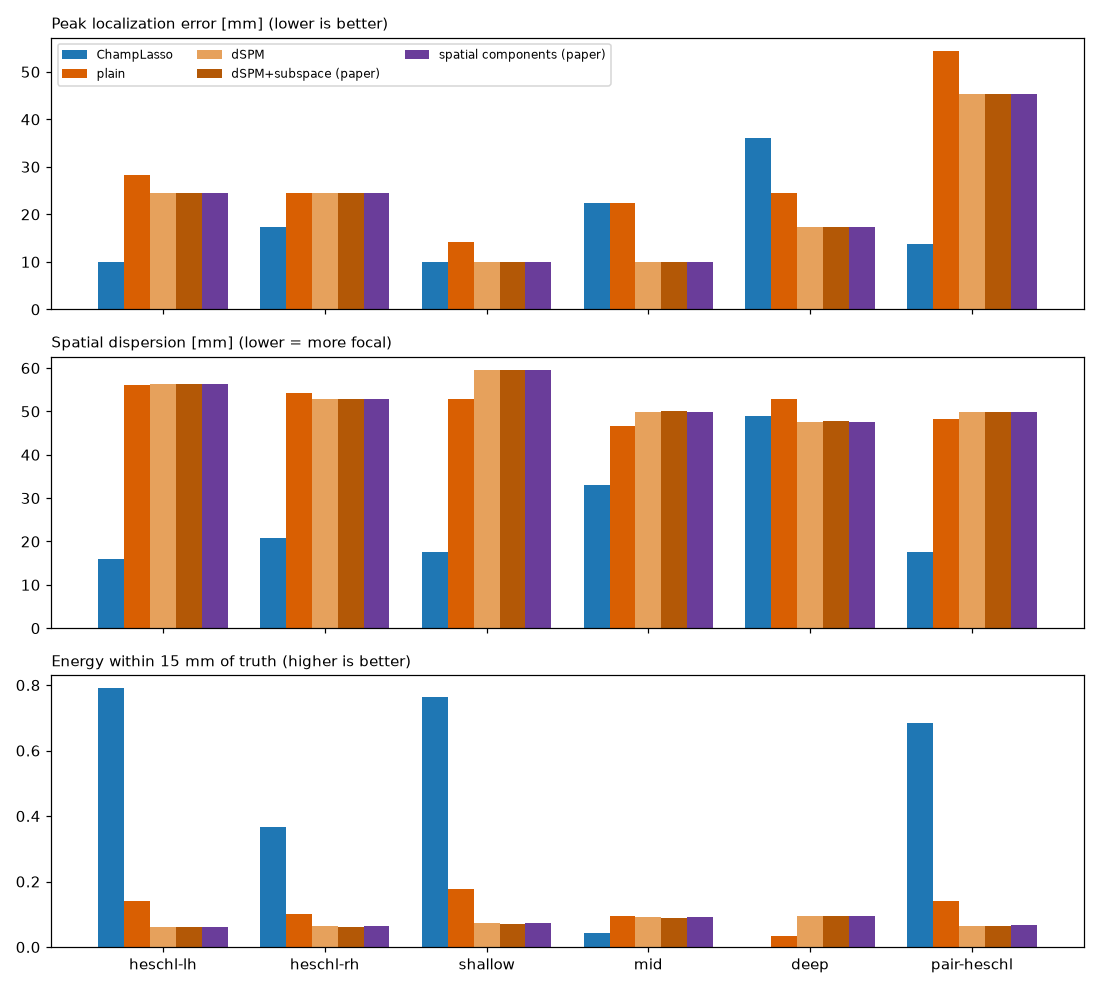 Peak localization error [mm] (lower is better)
ChampLasso
plain
dSPM
dSPM+subspace (paper)
spatial components (paper)
50
40
30
20
10
0
Spatial dispersion [mm] (lower = more focal)
60
50
40
30
20
10
0
Energy within 15 mm of truth (higher is better)
0.8
0.6
0.4
0.2
0.0
heschl-lh
heschl-rh
shallow
mid
deep
pair-heschl